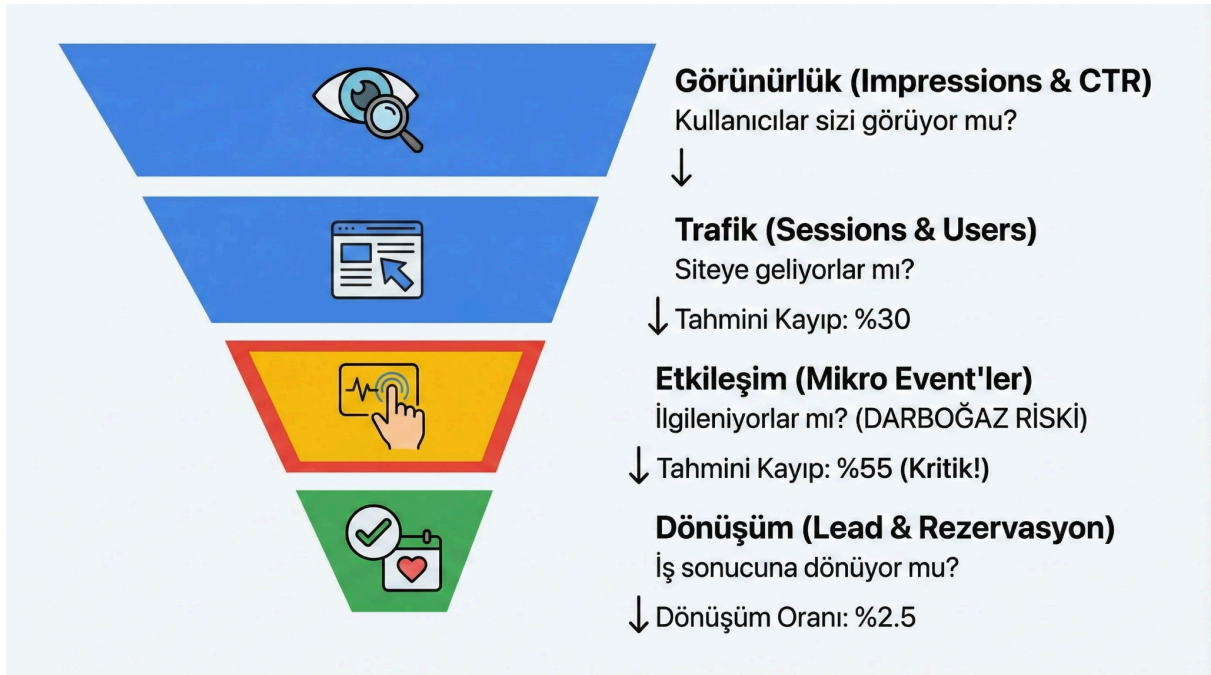 Görünürlük (Impressions & CTR)
Kullanıcılar sizi görüyor mu?
↓
Trafik (Sessions & Users)
Siteye geliyorlar mı?
↓ Tahmini Kayıp: %30
Etkileşim (Mikro Event'ler)
İlgileniyorlar mı? (DARBOĞAZ RİSKİ)
↓ Tahmini Kayıp: %55 (Kritik!)
Dönüşüm (Lead & Rezervasyon)
İş sonucuna dönüyor mu?
↓ Dönüşüm Oranı: %2.5